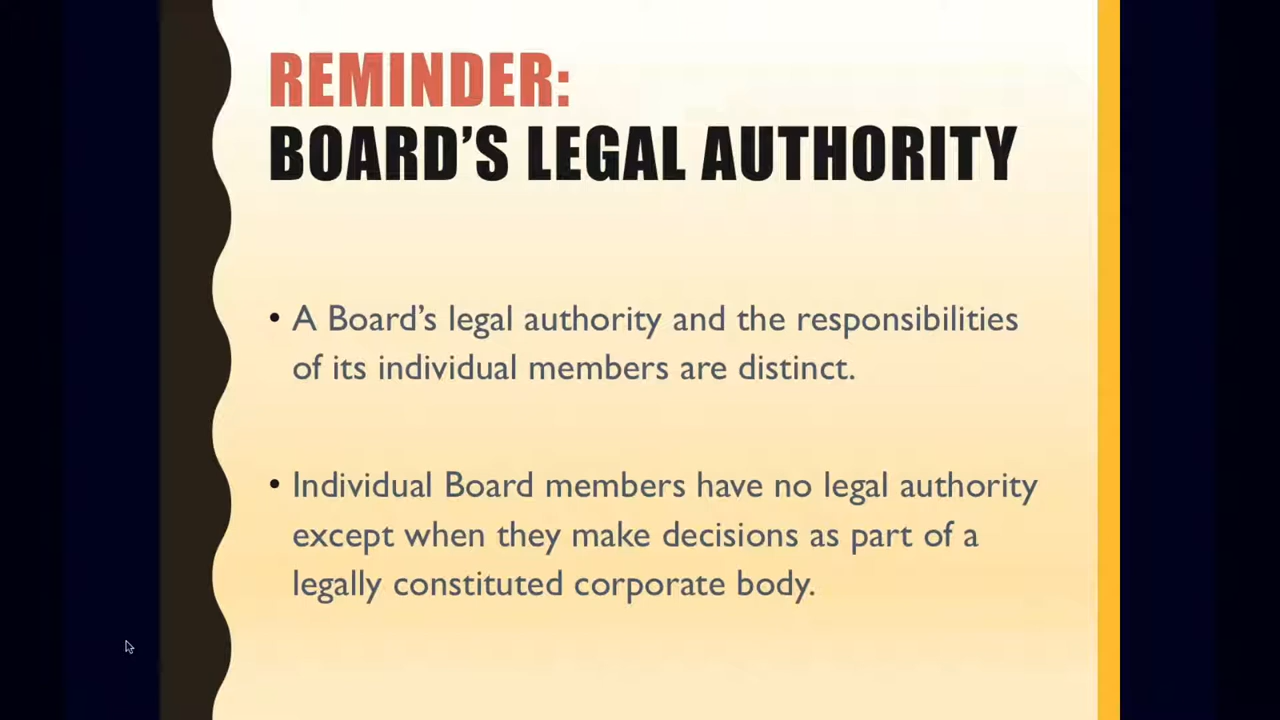 REMINDER:
BOARD’S LEGAL AUTHORITY
• A Board’s legal authority and the responsibilities
of its individual members are distinct.
• Individual Board members have no legal authority
except when they make decisions as part of a
legally constituted corporate body.